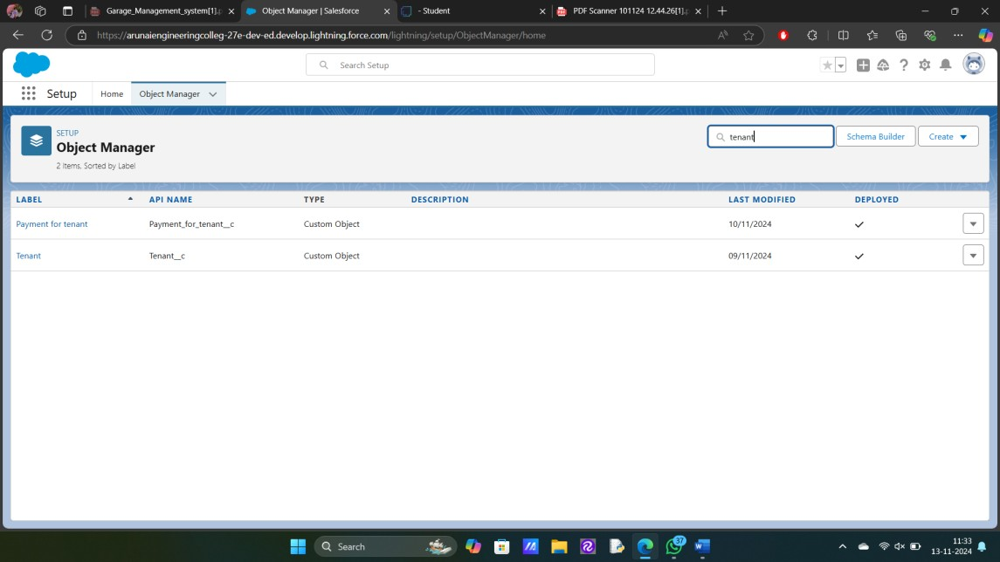 Garage_Management_system[1].p
Object Manager | Salesforce
- Student
PDF Scanner 101124 12.44.26[1].p
https://arunaiengineeringcolleg-27e-dev-ed.develop.lightning.force.com/lightning/setup/ObjectManager/home
Search Setup
Setup
Home
Object Manager
SETUP
Object Manager
2 Items, Sorted by Label
tenant
Schema Builder
Create
LABEL API NAME TYPE DESCRIPTION LAST MODIFIED DEPLOYED
Payment for tenant Payment_for_tenant__c Custom Object 10/11/2024
Tenant Tenant__c Custom Object 09/11/2024
Search
37
11:33
13-11-2024